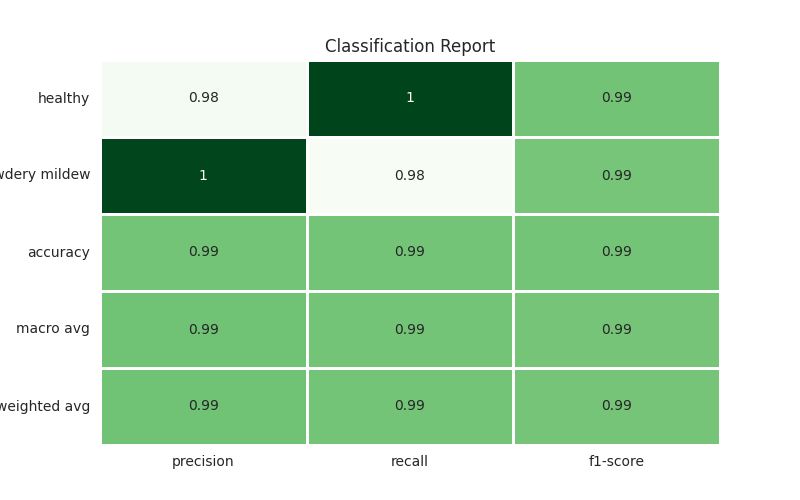 Classification Report
healthy 0.98 1 0.99
wdery mildew 1 0.98 0.99
accuracy 0.99 0.99 0.99
macro avg 0.99 0.99 0.99
weighted avg 0.99 0.99 0.99
precision recall f1-score